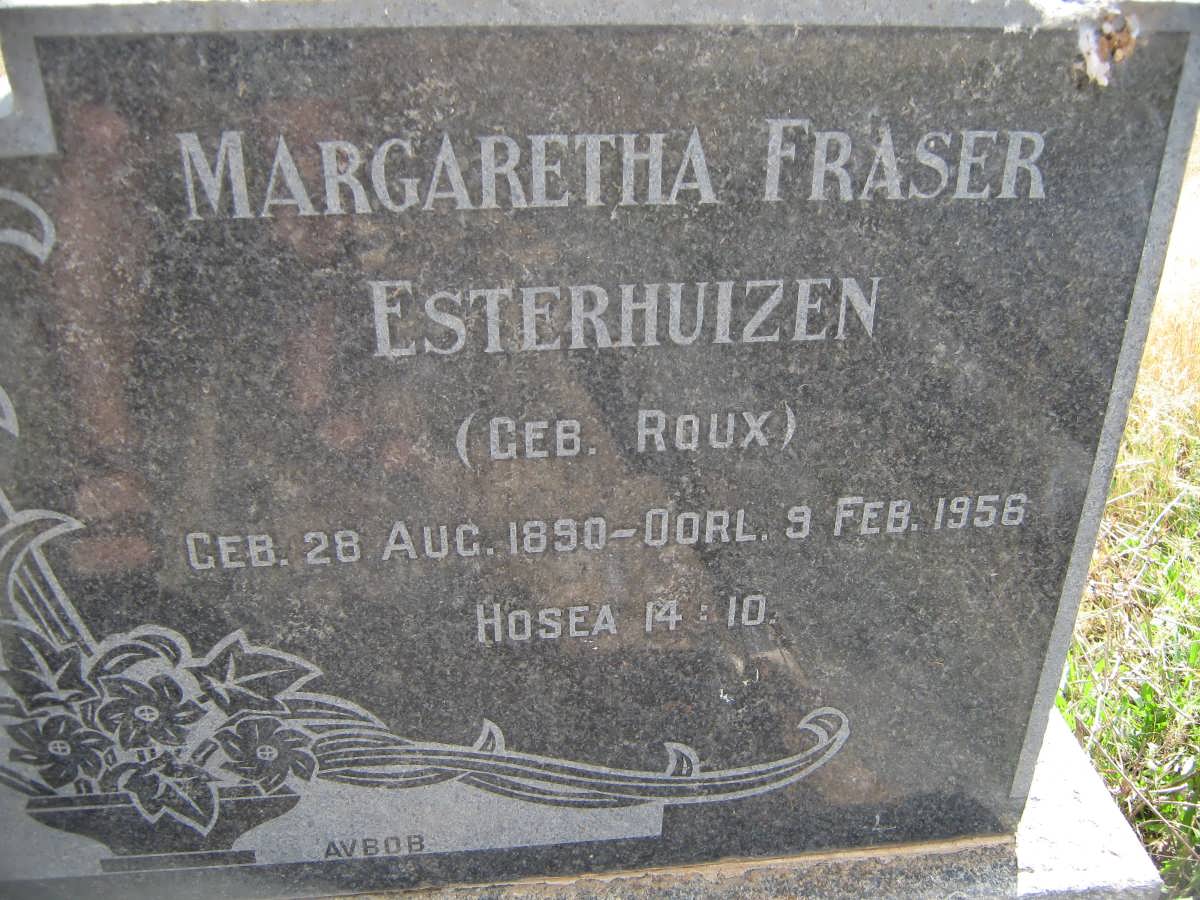 MARGARETHA FRASER
ESTERHUIZEN
(GEB. ROUX)
GEB. 28 AUG. 1890–OORL. 9 FEB. 1956
HOSEA 14:10.
AVBOB